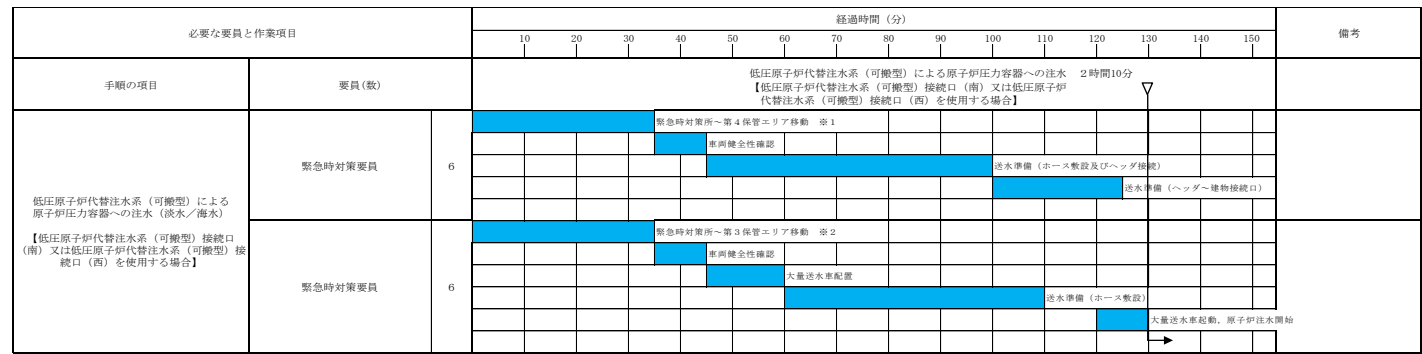 必要な要員と作業項目
経過時間（分）
備考
10 20 30 40 50 60 70 80 90 100 110 120 130 140 150
手順の項目
要員(数)
低圧原子炉代替注水系（可搬型）による原子炉圧力容器への注水　２時間10分
【低圧原子炉代替注水系（可搬型）接続口（南）又は低圧原子炉
代替注水系（可搬型）接続口（西）を使用する場合】
低圧原子炉代替注水系（可搬型）による
原子炉圧力容器への注水（淡水／海水）
【低圧原子炉代替注水系（可搬型）接続口
（南）又は低圧原子炉代替注水系（可搬型）接
続口（西）を使用する場合】
緊急時対策要員
6
緊急時対策所～第４保管エリア移動　※１
車両健全性確認
送水準備（ホース敷設及びヘッダ接続）
送水準備（ヘッダ～建物接続口）
緊急時対策要員
6
緊急時対策所～第３保管エリア移動　※２
車両健全性確認
大量送水車配置
送水準備（ホース敷設）
大量送水車起動，原子炉注水開始